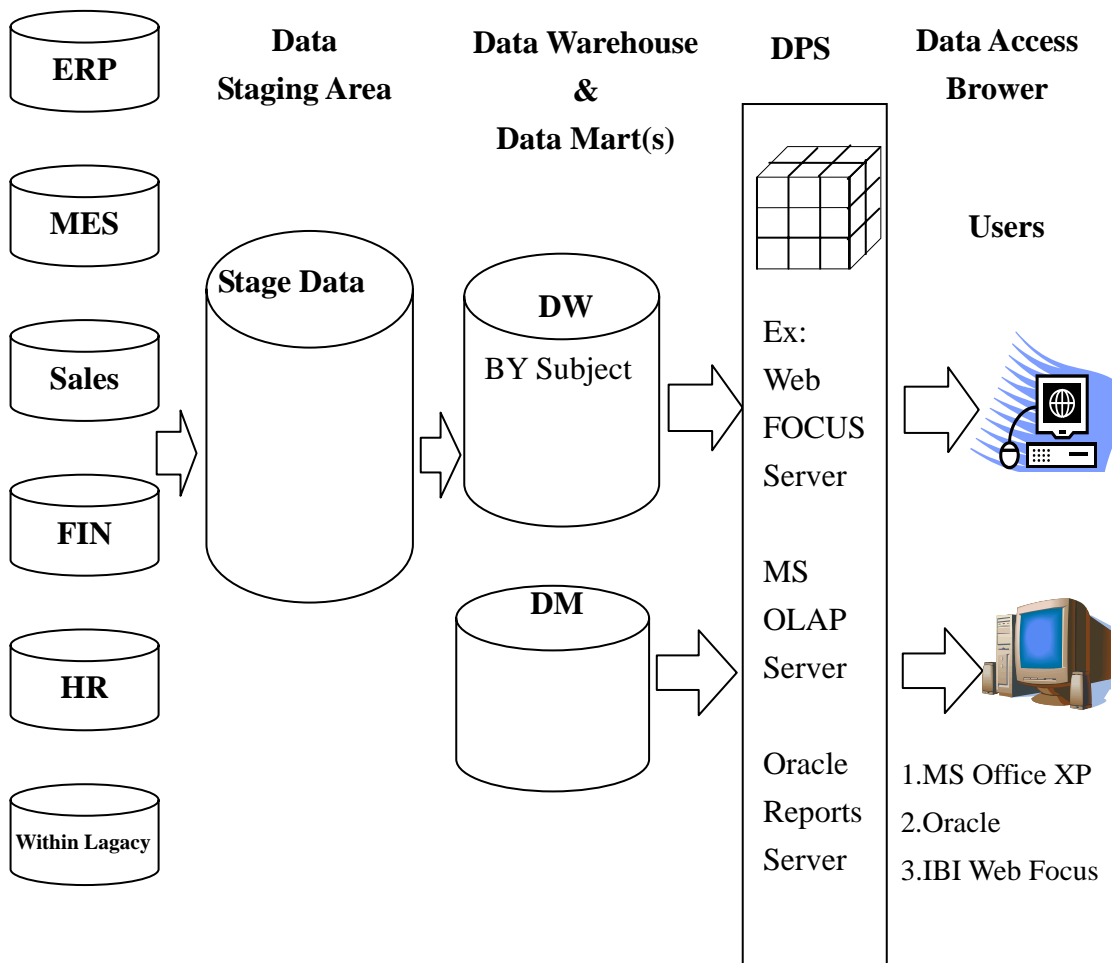 ERP
MES
Sales
FIN
HR
Within Lagacy
Data
Staging Area
Stage Data
Data Warehouse
&
Data Mart(s)
DW
BY Subject
DM
DPS
Ex:
Web
FOCUS
Server
MS
OLAP
Server
Oracle
Reports
Server
Data Access
Brower
Users
1.MS Office XP
2.Oracle
3.IBI Web Focus